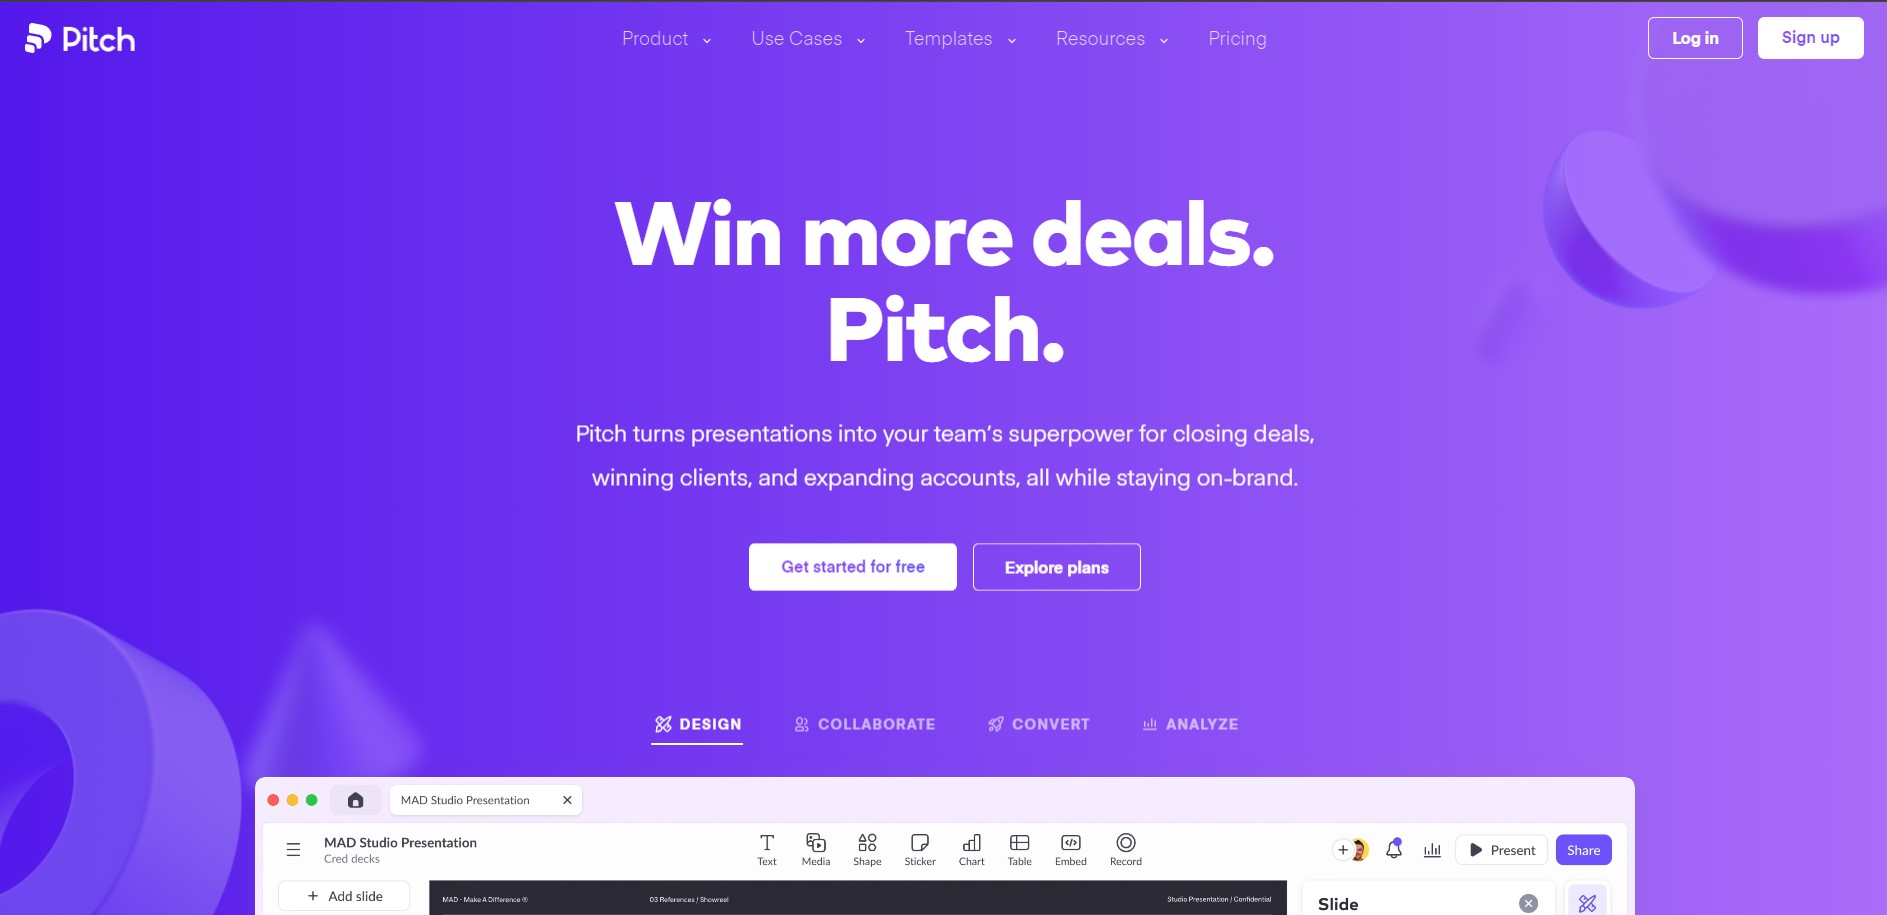 Pitch
Product
Use Cases
Templates
Resources
Pricing
Log in
Sign up
Win more deals.
Pitch.
Pitch turns presentations into your team's superpower for closing deals,
winning clients, and expanding accounts, all while staying on-brand.
Get started for free
Explore plans
DESIGN
COLLABORATE
CONVERT
ANALYZE
MAD Studio Presentation
MAD Studio Presentation
Cred decks
Text
Media
Shape
Sticker
Chart
Table
Embed
Record
Present
Share
+ Add slide
MAD - Make A Difference ®
03 References / Showreel
Studio Presentation / Confidential
Slide